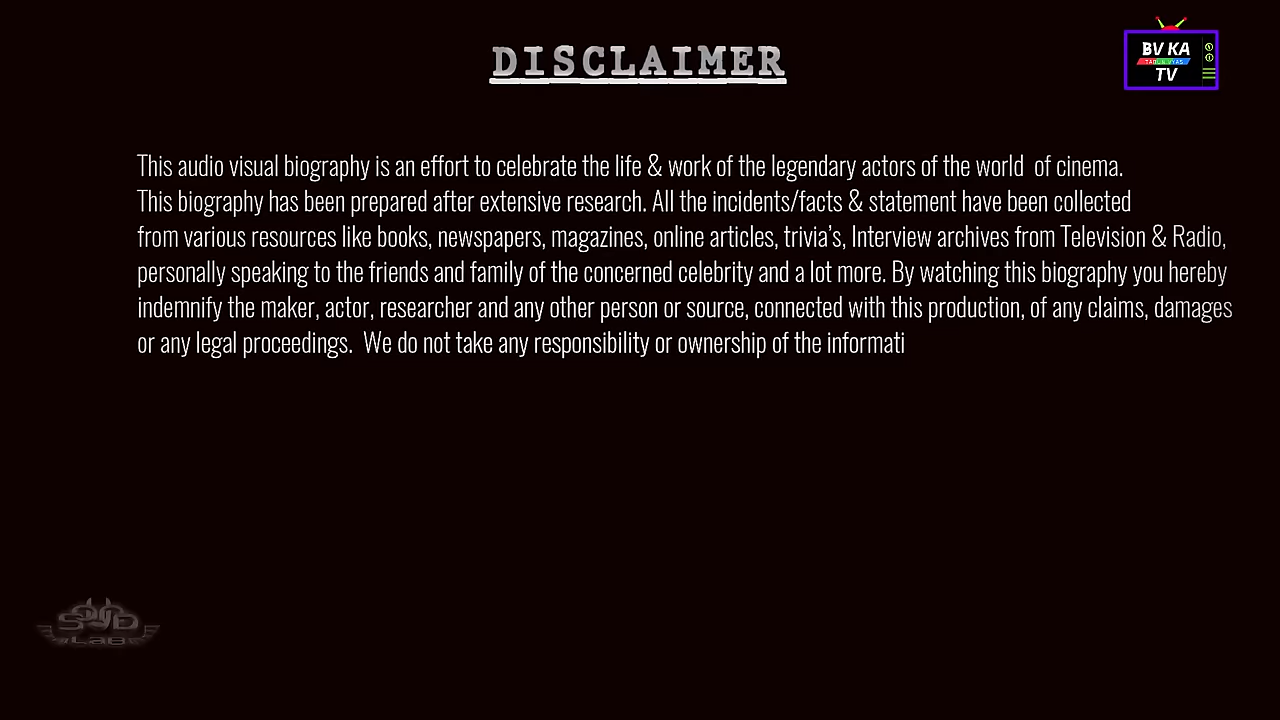 DISCLAIMER
BV KA
TARUN VYAS
TV
This audio visual biography is an effort to celebrate the life & work of the legendary actors of the world  of cinema.
This biography has been prepared after extensive research. All the incidents/facts & statement have been collected
from various resources like books, newspapers, magazines, online articles, trivia's, Interview archives from Television & Radio,
personally speaking to the friends and family of the concerned celebrity and a lot more. By watching this biography you hereby
indemnify the maker, actor, researcher and any other person or source, connected with this production, of any claims, damages
or any legal proceedings.  We do not take any responsibility or ownership of the informati
LAB